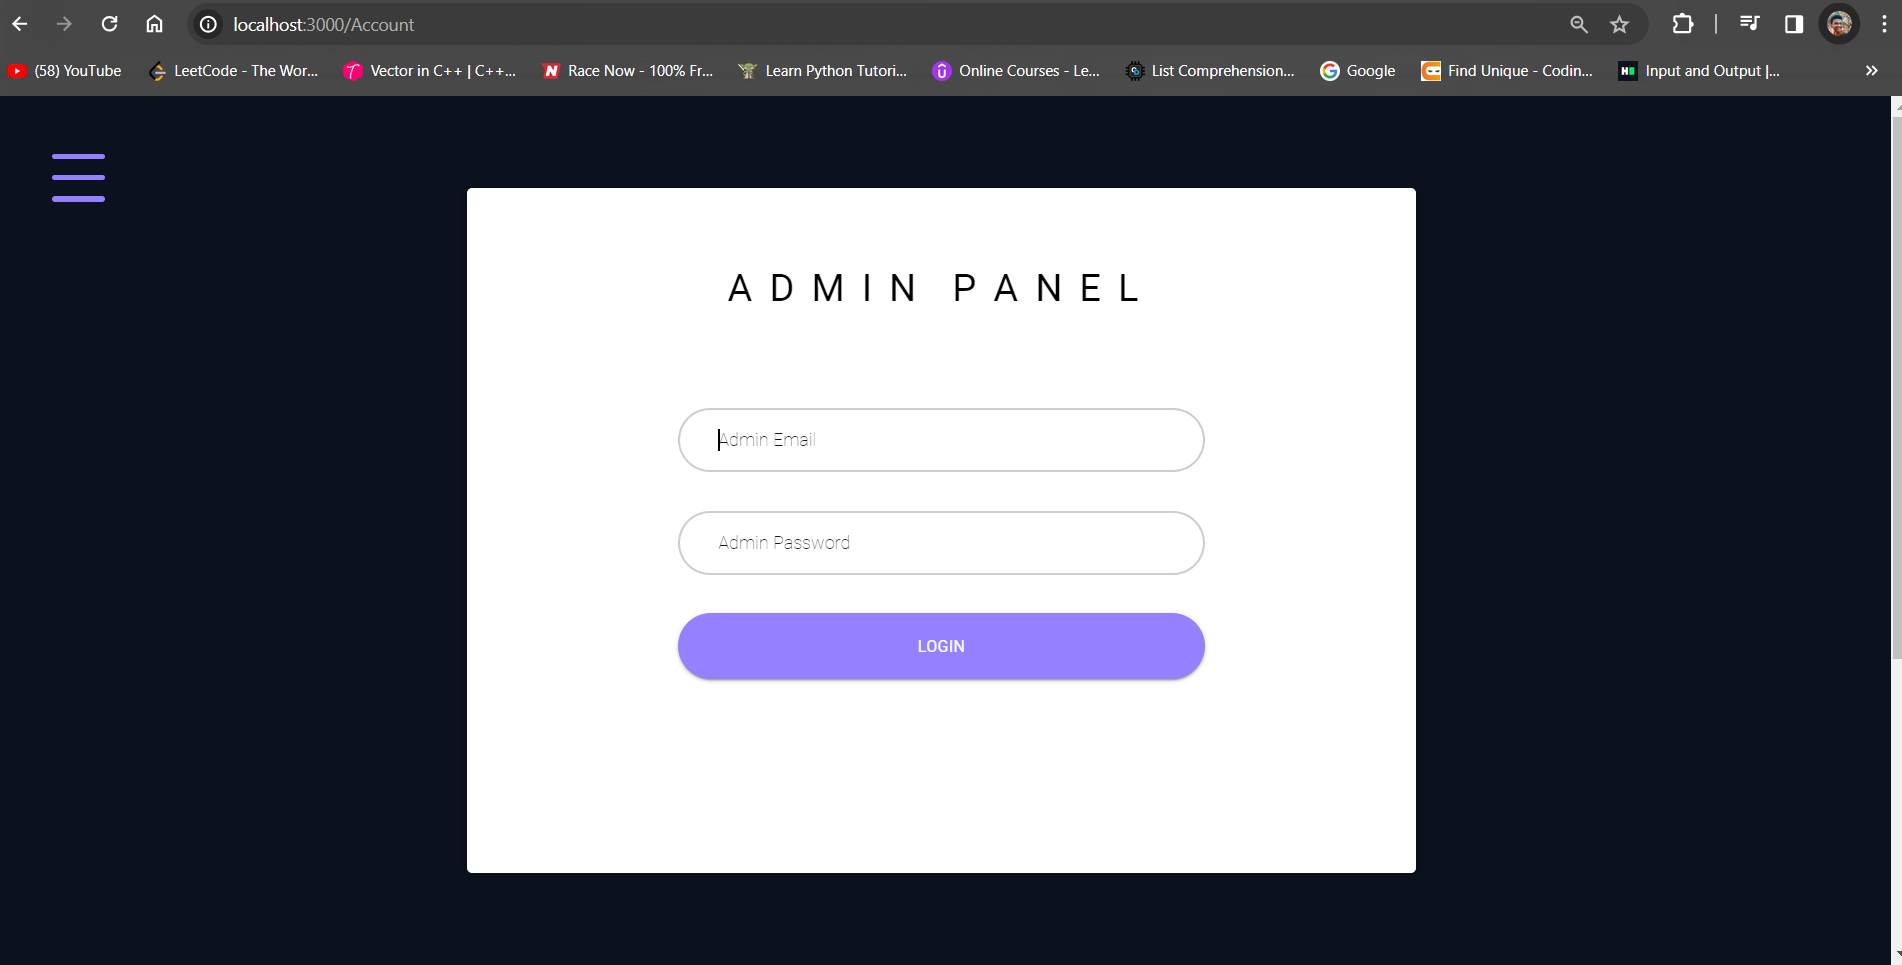 localhost:3000/Account
(58) YouTube LeetCode - The Wor... Vector in C++ | C++... Race Now - 100% Fr... Learn Python Tutori... Online Courses - Le... List Comprehension... Google Find Unique - Codin... Input and Output |...
ADMIN PANEL
Admin Email
Admin Password
LOGIN